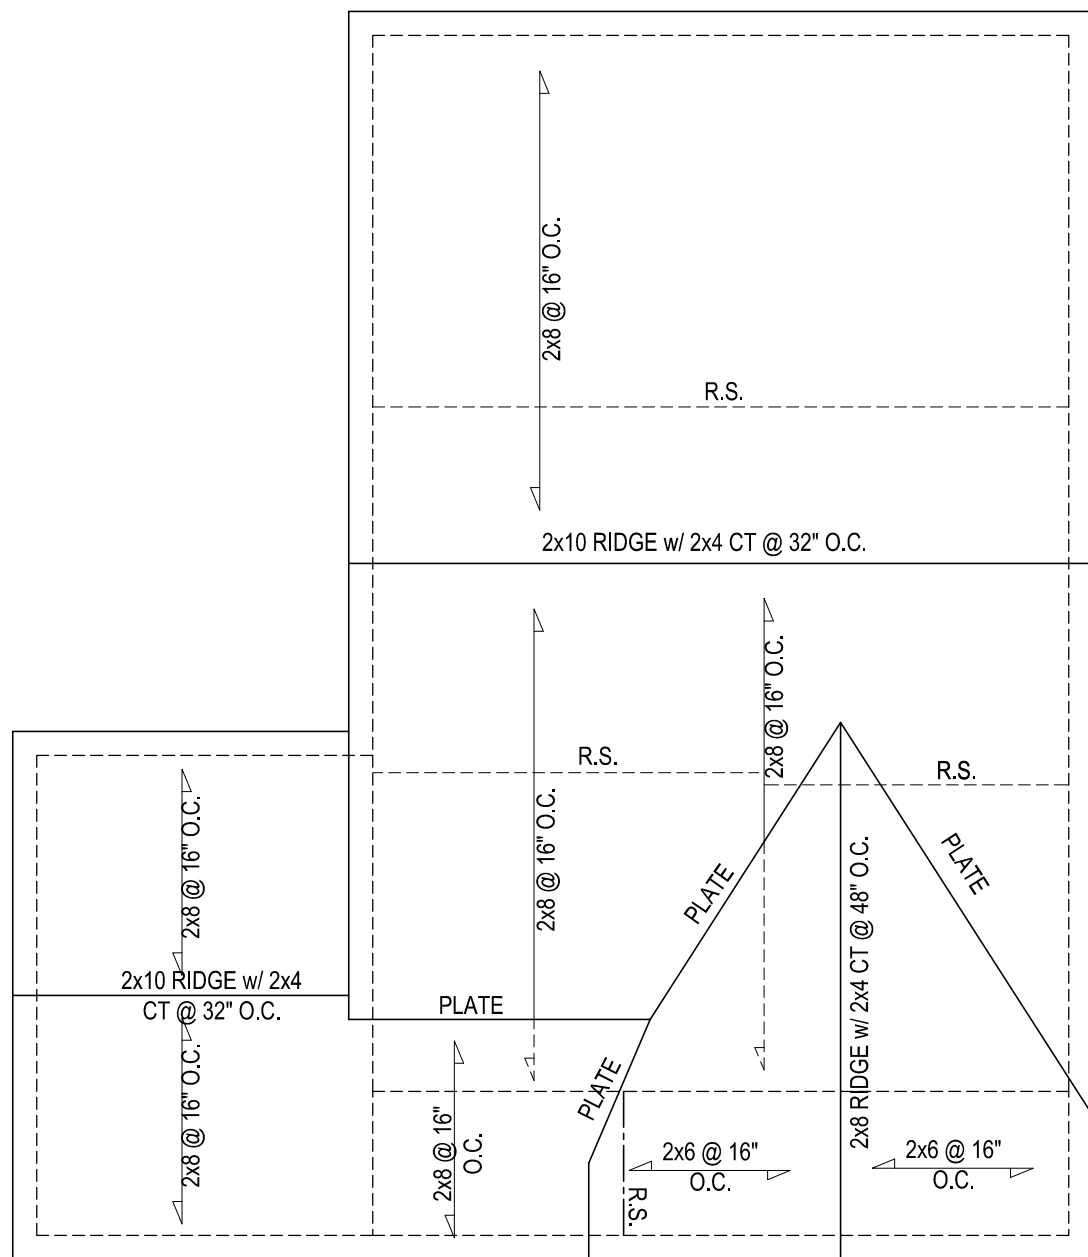 2x8 @ 16" O.C.
R.S.
2x10 RIDGE w/ 2x4 CT @ 32" O.C.
2x8 @ 16" O.C.
R.S.
R.S.
2x8 @ 16" O.C.
2x8 @ 16" O.C.
PLATE
PLATE
2x8 RIDGE w/ 2x4 CT @ 48" O.C.
2x10 RIDGE w/ 2x4
CT @ 32" O.C.
PLATE
2x8 @ 16" O.C.
PLATE
2x8 @ 16"
O.C.
R.S.
2x6 @ 16"
O.C.
2x6 @ 16"
O.C.